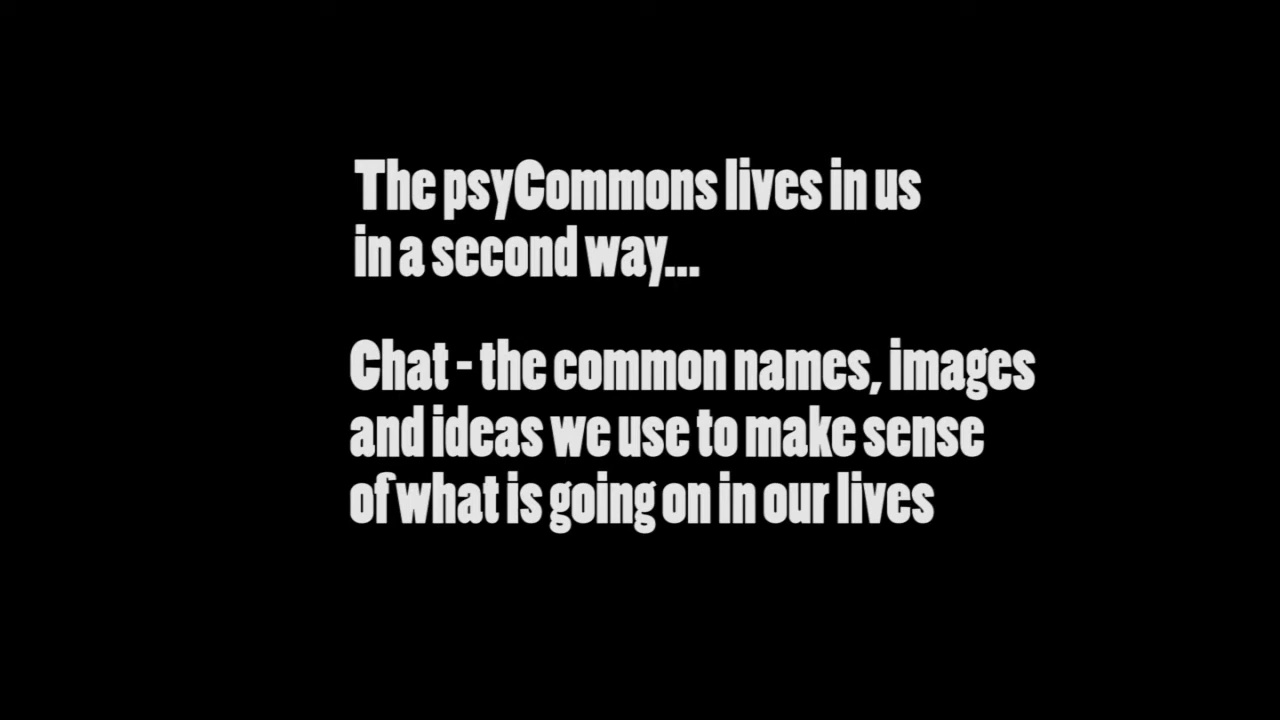 The psyCommons lives in us
in a second way...
Chat - the common names, images
and ideas we use to make sense
of what is going on in our lives